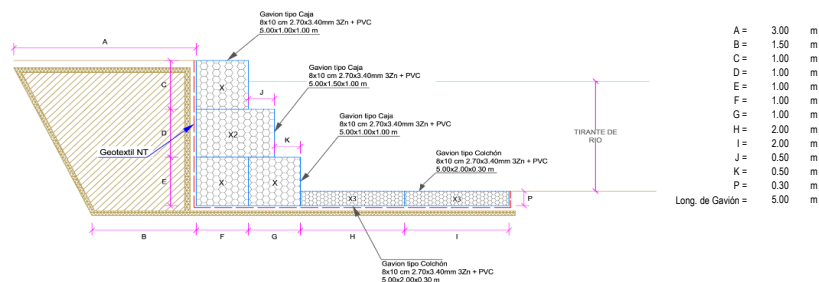 Gavion tipo Caja
8x10 cm 2.70x3.40mm 3Zn + PVC
5.00x1.00x1.00 m
A
Gavion tipo Caja
8x10 cm 2.70x3.40mm 3Zn + PVC
5.00x1.50x1.00 m
C
X
J
Gavion tipo Caja
8x10 cm 2.70x3.40mm 3Zn + PVC
5.00x1.00x1.00 m
D
X2
K
TIRANTE DE
RIO
Geotextil NT
Gavion tipo Colchón
8x10 cm 2.70x3.40mm 3Zn + PVC
5.00x2.00x0.30 m
E
X
X
X3
X3
P
B
F
G
H
I
Gavion tipo Colchón
8x10 cm 2.70x3.40mm 3Zn + PVC
5.00x2.00x0.30 m
A = 3.00 m
B = 1.50 m
C = 1.00 m
D = 1.00 m
E = 1.00 m
F = 1.00 m
G = 1.00 m
H = 2.00 m
I = 2.00 m
J = 0.50 m
K = 0.50 m
P = 0.30 m
Long. de Gavión = 5.00 m